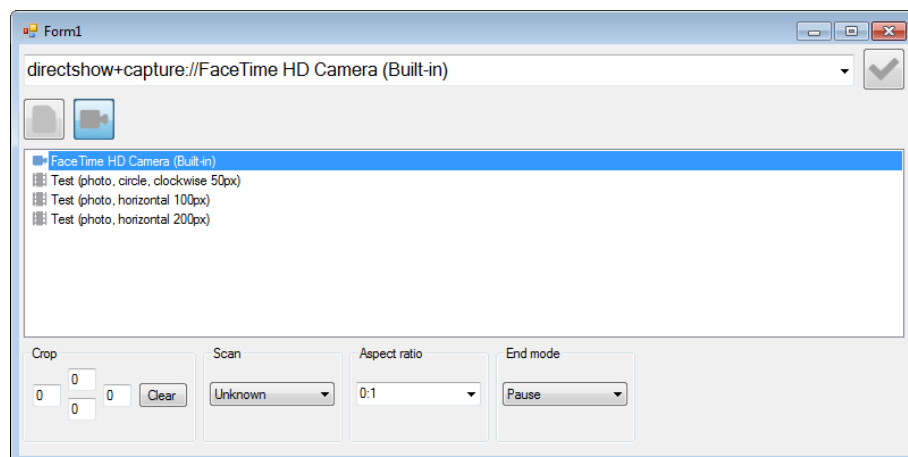 Form1
directshow+capture://FaceTime HD Camera (Built-in)
FaceTime HD Camera (Built-in)
Test (photo, circle, clockwise 50px)
Test (photo, horizontal 100px)
Test (photo, horizontal 200px)
Crop Scan Aspect ratio End mode
0
0 0 Clear Unknown 0:1 Pause
0